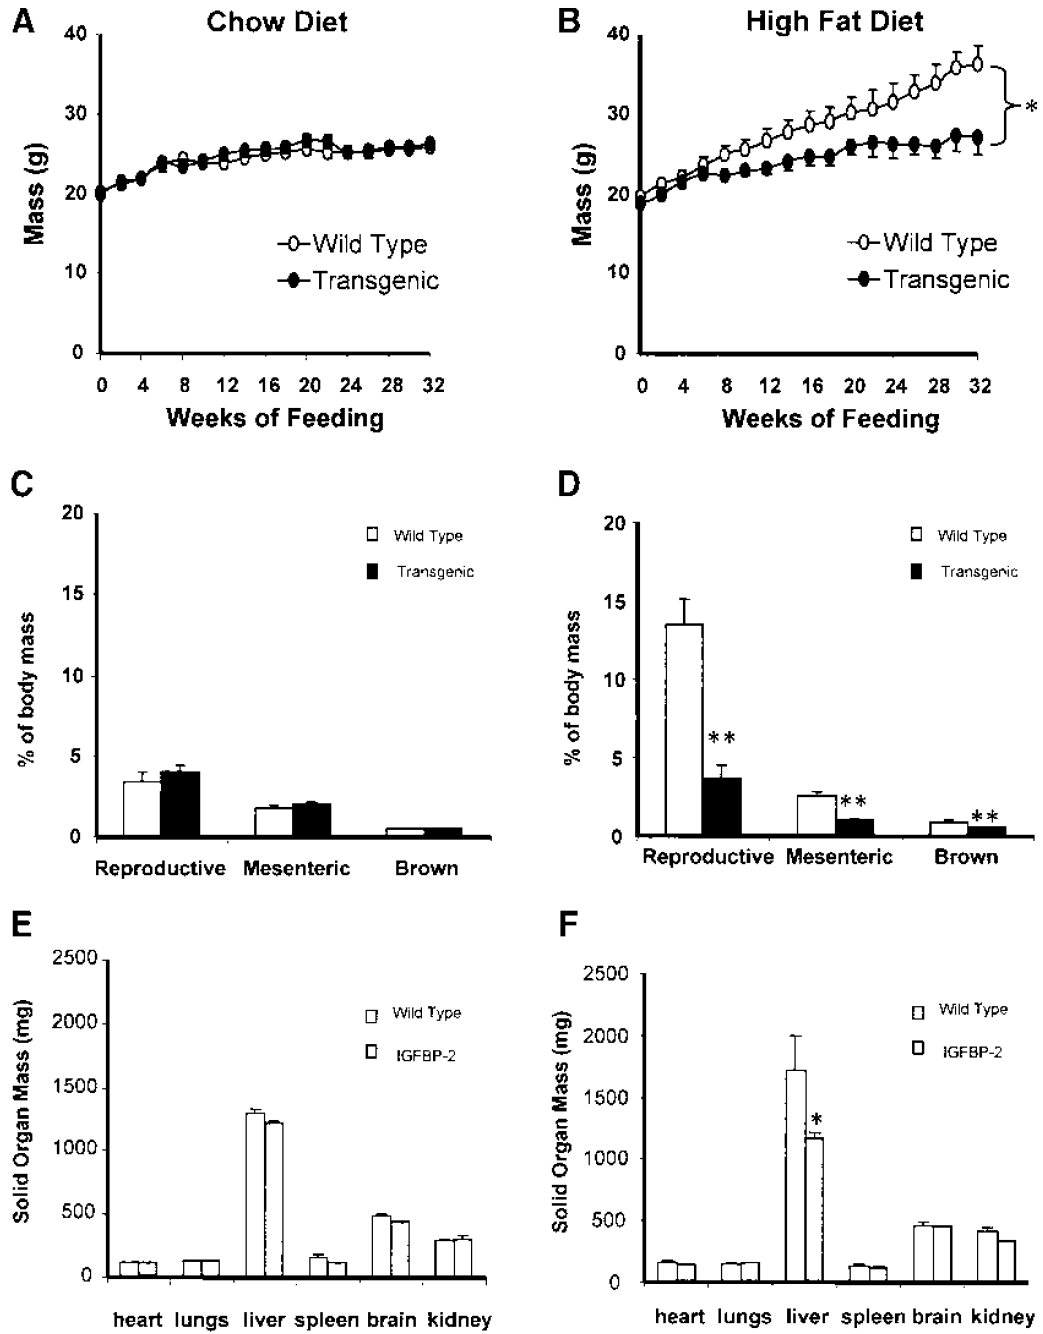 A
Chow Diet
40
30
20
10
0
Mass (g)
Wild Type
Transgenic
0 4 8 12 16 20 24 28 32
Weeks of Feeding
B
High Fat Diet
40
30
20
10
0
Mass (g)
*
Wild Type
Transgenic
0 4 8 12 16 20 24 28 32
Weeks of Feeding
C
20
15
10
5
0
% of body mass
Wild Type
Transgenic
Reproductive Mesenteric Brown
D
20
15
10
5
0
% of body mass
Wild Type
Transgenic
** ** **
Reproductive Mesenteric Brown
E
2500
2000
1500
1000
500
0
Solid Organ Mass (mg)
Wild Type
IGFBP-2
heart lungs liver spleen brain kidney
F
2500
2000
1500
1000
500
0
Solid Organ Mass (mg)
Wild Type
IGFBP-2
*
heart lungs liver spleen brain kidney